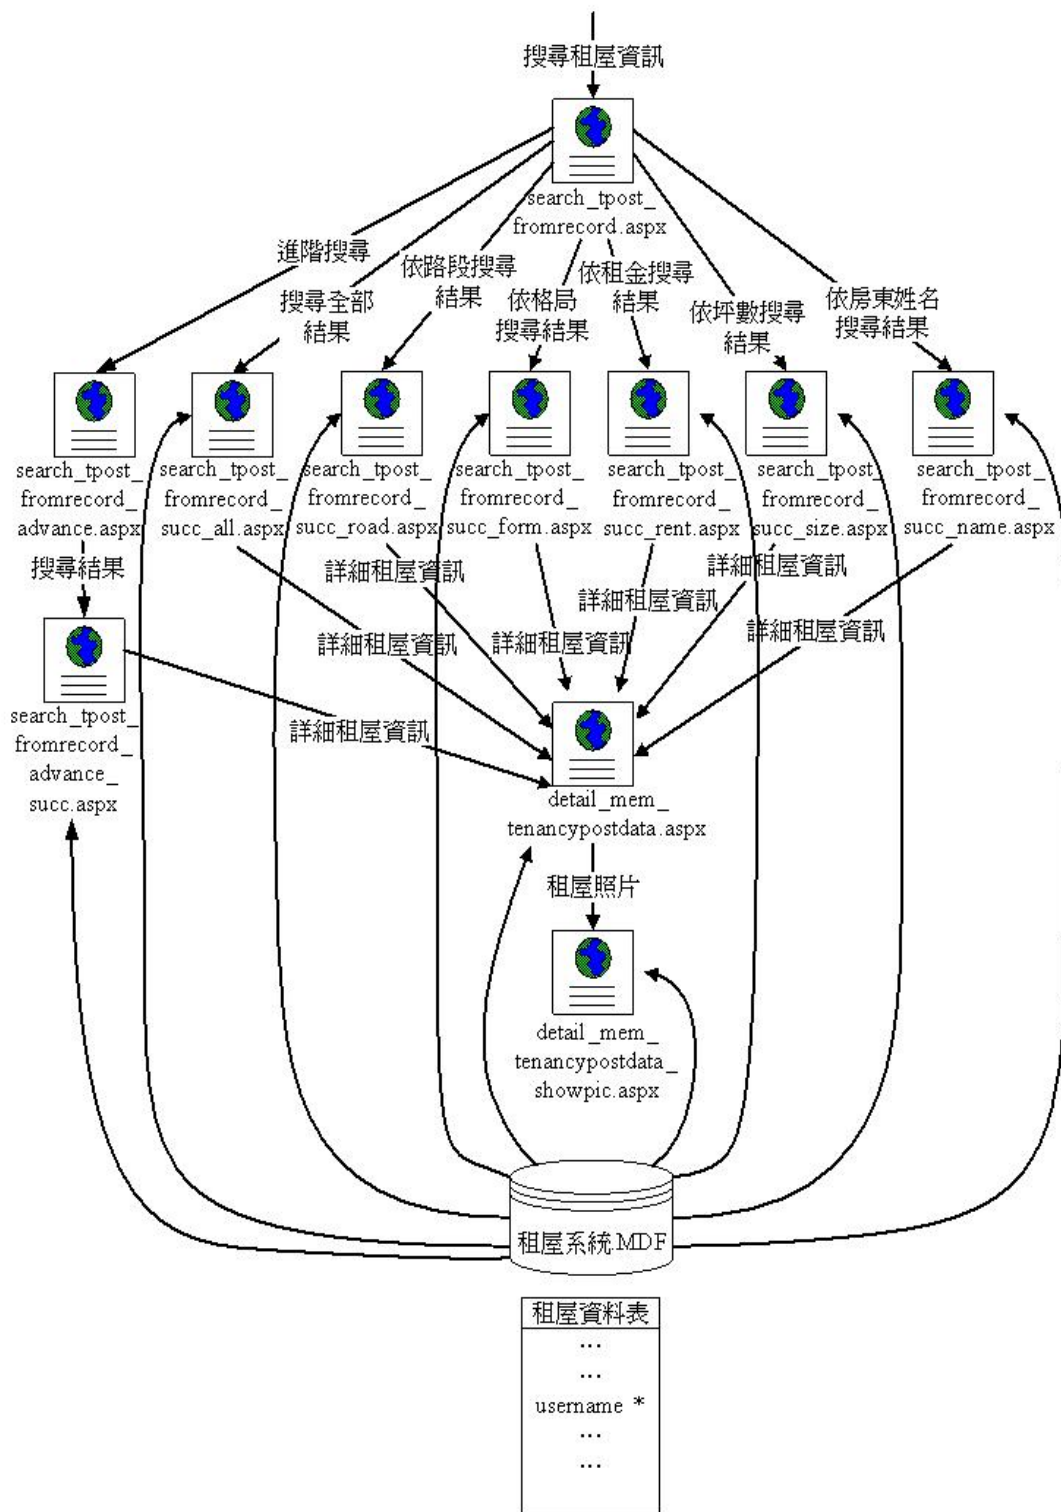 搜尋租屋資訊
search_tpost_
fromrecord.aspx
進階搜尋
搜尋全部
結果
依路段搜尋
結果
依格局
搜尋結果
依租金搜尋
結果
依坪數搜尋
結果
依房東姓名
搜尋結果
search_tpost_
fromrecord_
advance.aspx
search_tpost_
fromrecord_
succ_all.aspx
search_tpost_
fromrecord_
succ_road.aspx
search_tpost_
fromrecord_
succ_form.aspx
search_tpost_
fromrecord_
succ_rent.aspx
search_tpost_
fromrecord_
succ_size.aspx
search_tpost_
fromrecord_
succ_name.aspx
搜尋結果
詳細租屋資訊
詳細租屋資訊
詳細租屋資訊
詳細租屋資訊
詳細租屋資訊
詳細租屋資訊
search_tpost_
fromrecord_
advance_
succ.aspx
詳細租屋資訊
detail_mem_
tenancypostdata.aspx
租屋照片
detail_mem_
tenancypostdata_
showpic.aspx
租屋系統.MDF
租屋資料表
...
...
username *
...
...